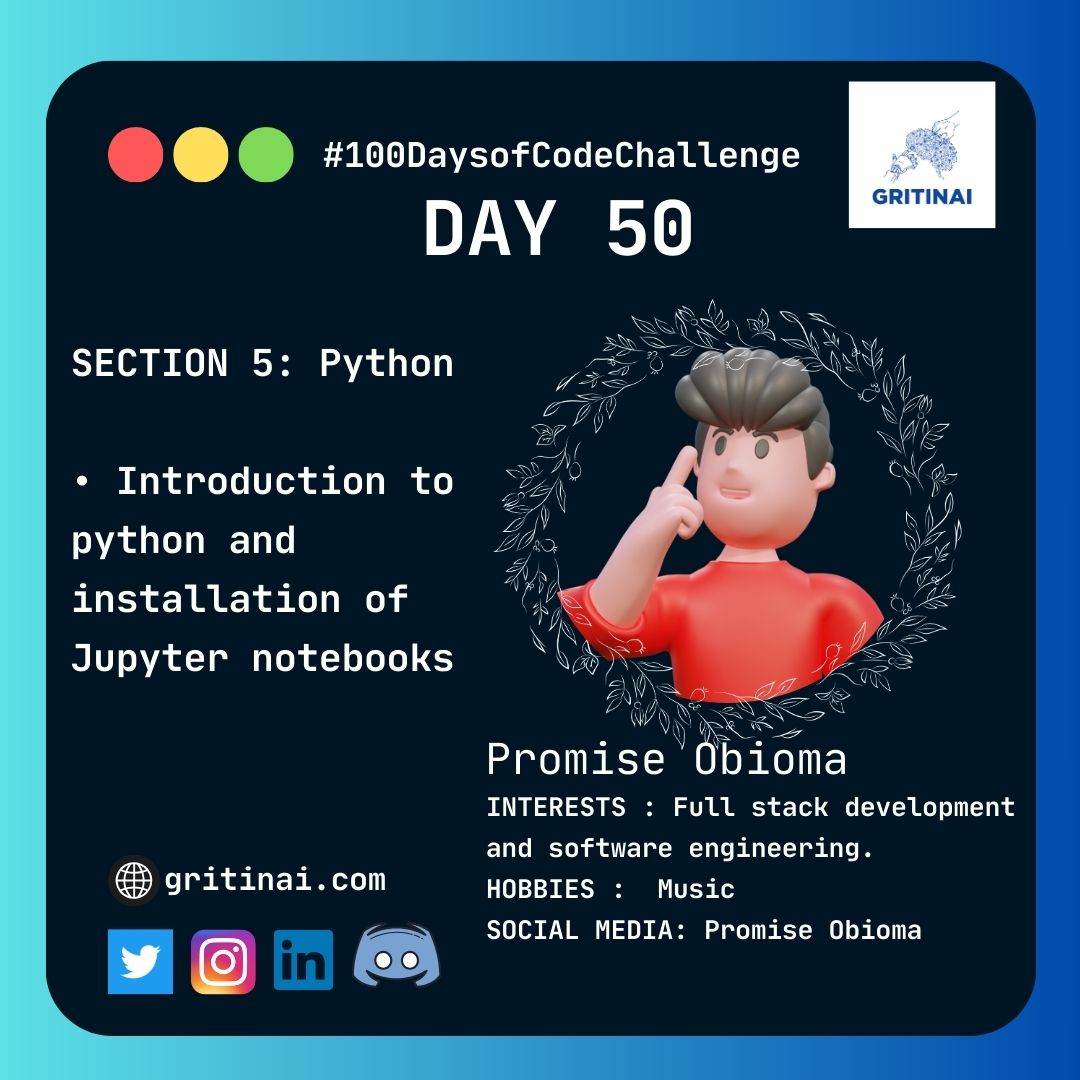 #100DaysofCodeChallenge
DAY 50
GRITINAI
SECTION 5: Python
• Introduction to
python and
installation of
Jupyter notebooks
Promise Obioma
INTERESTS : Full stack development
and software engineering.
HOBBIES :  Music
SOCIAL MEDIA: Promise Obioma
gritinai.com
in